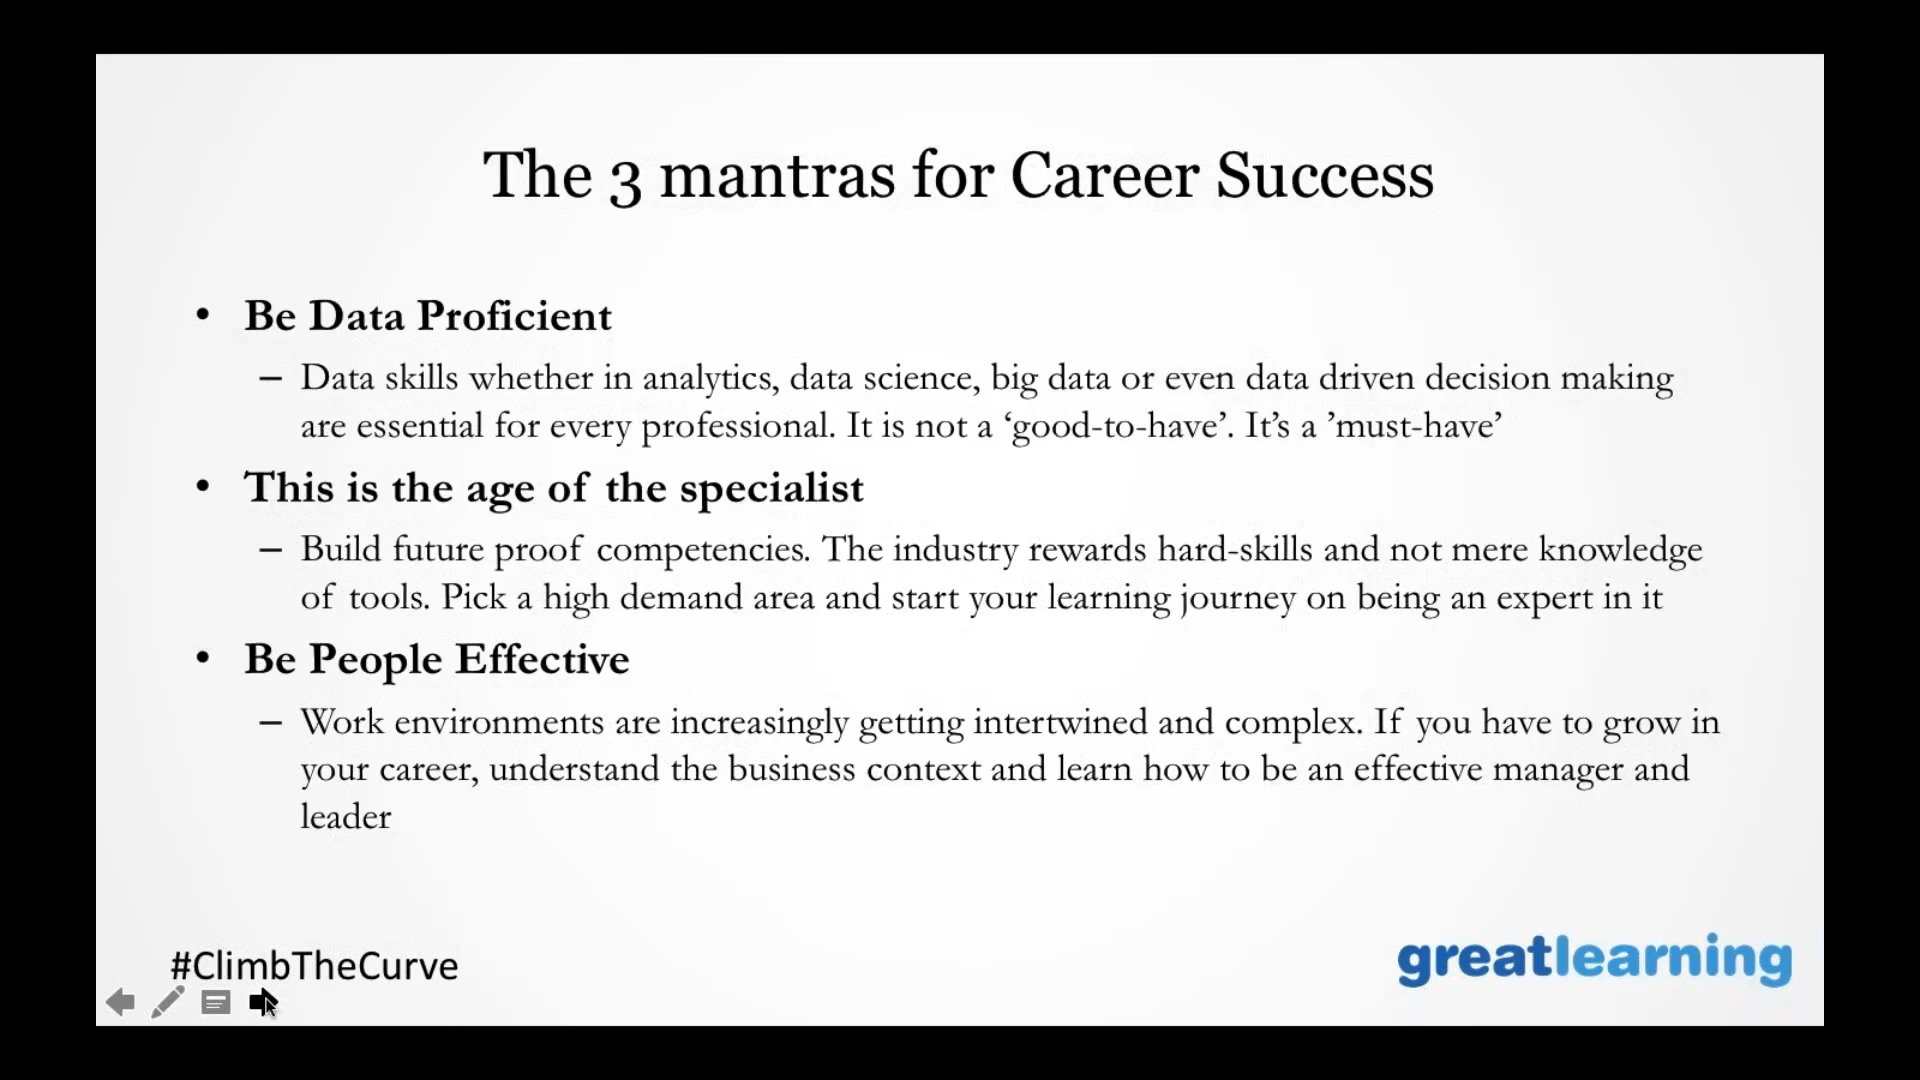 The 3 mantras for Career Success
• Be Data Proficient
– Data skills whether in analytics, data science, big data or even data driven decision making
are essential for every professional. It is not a ‘good-to-have’. It’s a ’must-have’
• This is the age of the specialist
– Build future proof competencies. The industry rewards hard-skills and not mere knowledge
of tools. Pick a high demand area and start your learning journey on being an expert in it
• Be People Effective
– Work environments are increasingly getting intertwined and complex. If you have to grow in
your career, understand the business context and learn how to be an effective manager and
leader
#ClimbTheCurve
greatlearning